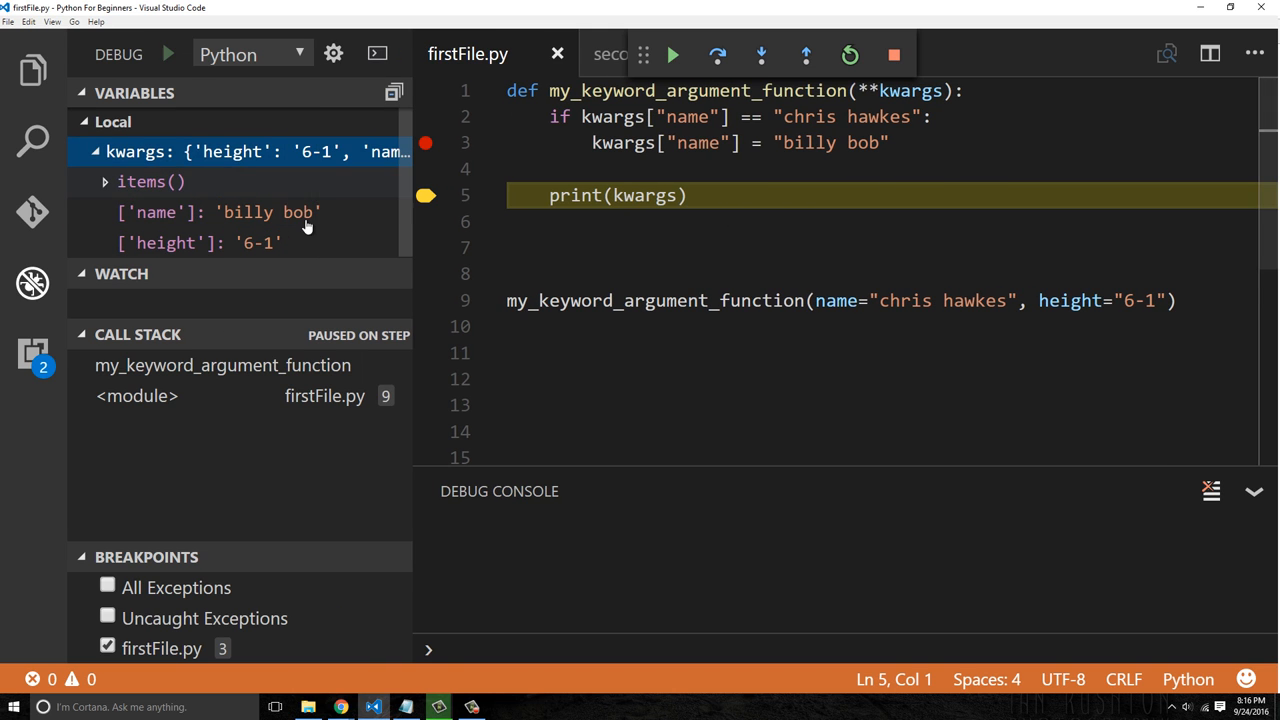 firstFile.py - Python For Beginners - Visual Studio Code
File Edit View Go Help
DEBUG Python
VARIABLES
Local
kwargs: {'height': '6-1', 'nam...
items()
['name']: 'billy bob'
['height']: '6-1'
WATCH
CALL STACK PAUSED ON STEP
my_keyword_argument_function
<module> firstFile.py 9
BREAKPOINTS
All Exceptions
Uncaught Exceptions
firstFile.py 3
2
firstFile.py
1 def my_keyword_argument_function(**kwargs):
2 if kwargs["name"] == "chris hawkes":
3 kwargs["name"] = "billy bob"
4
5 print(kwargs)
6
7
8
9 my_keyword_argument_function(name="chris hawkes", height="6-1")
10
11
12
13
14
15
DEBUG CONSOLE
0 0 Ln 5, Col 1 Spaces: 4 UTF-8 CRLF Python
I'm Cortana. Ask me anything. 8:16 PM
9/24/2016